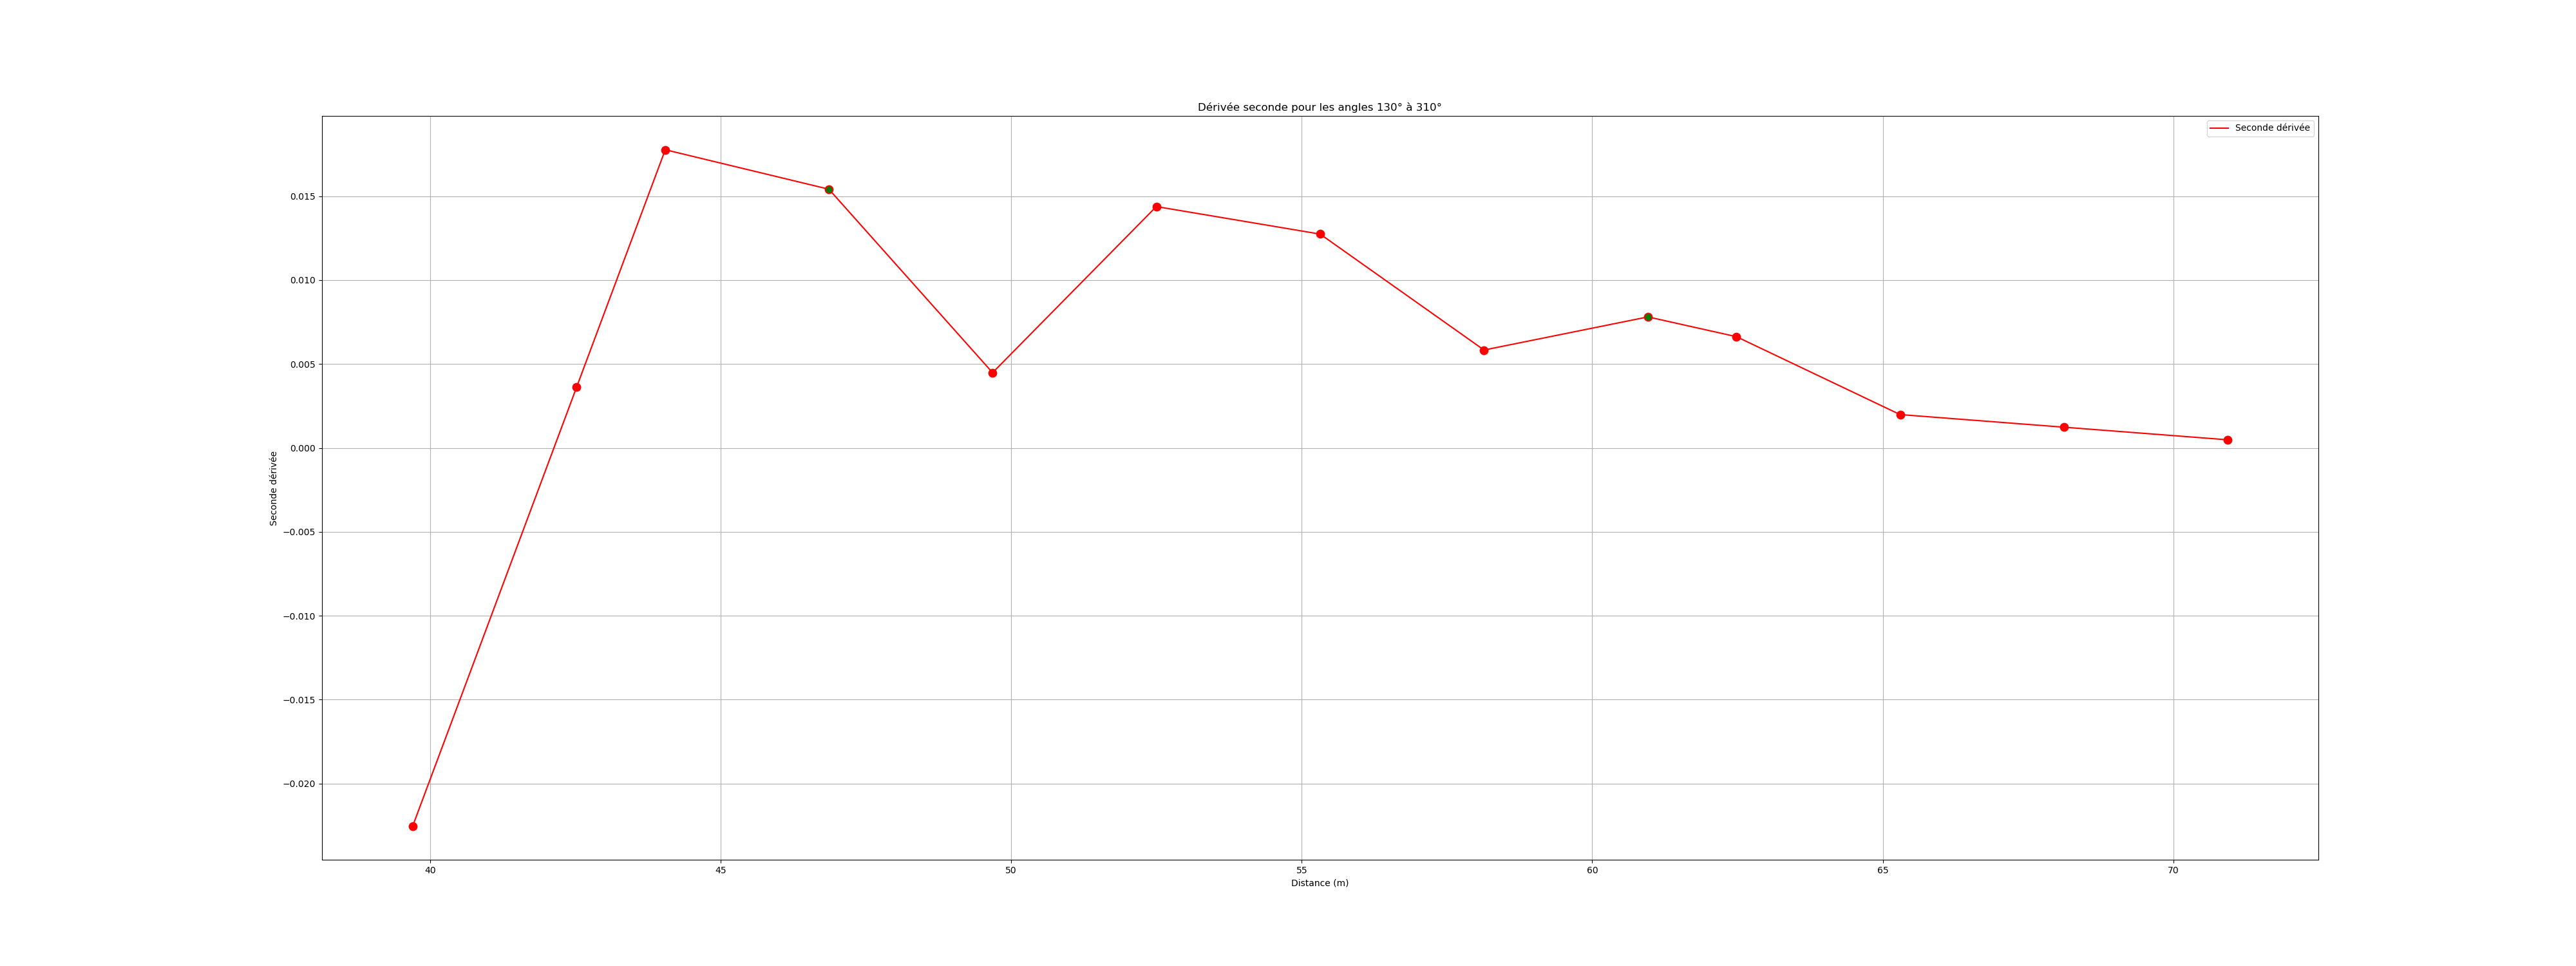 Dérivée seconde pour les angles 130° à 310°
Seconde dérivée
0.015
0.010
0.005
0.000
−0.005
−0.010
−0.015
−0.020
Seconde dérivée
40 45 50 55 60 65 70
Distance (m)